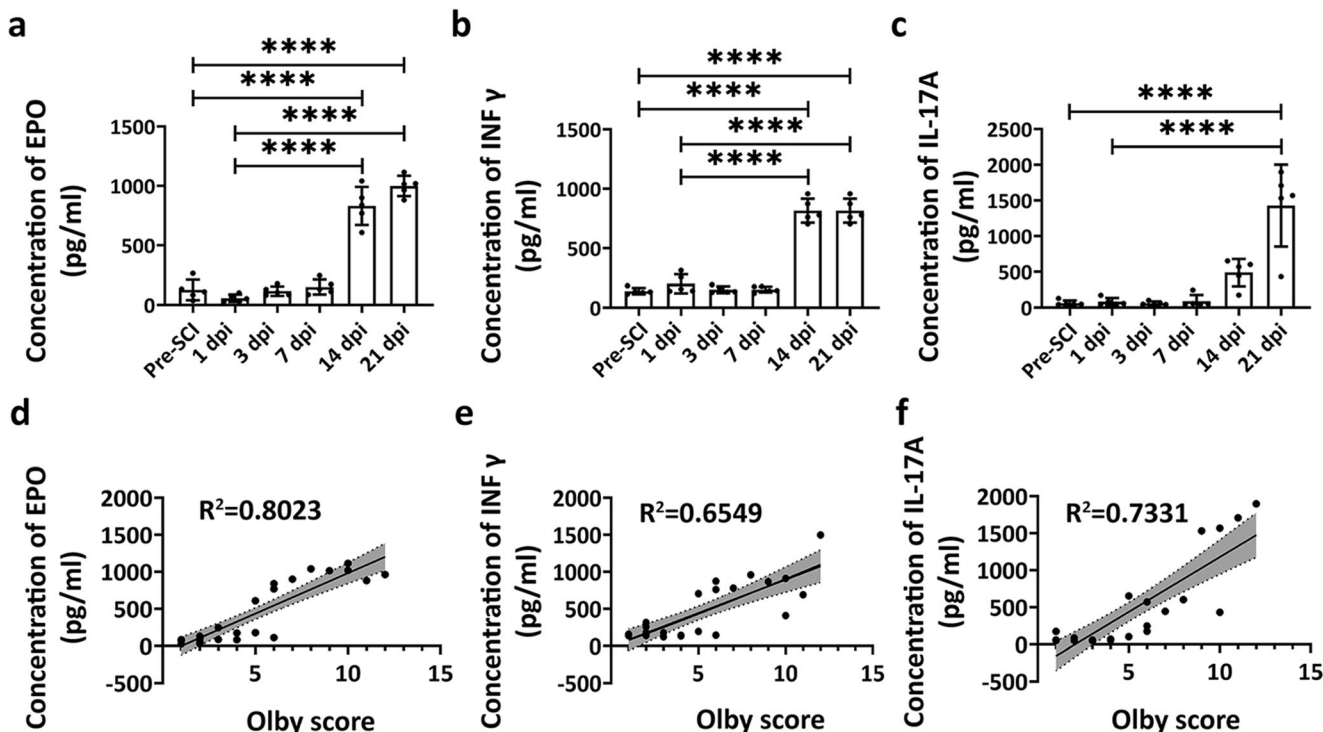 a
****
****
****
****
Concentration of EPO
(pg/ml)
1500
1000
500
0
Pre-SCI
1 dpi
3 dpi
7 dpi
14 dpi
21 dpi
b
****
****
****
****
Concentration of INF γ
(pg/ml)
1500
1000
500
0
Pre-SCI
1 dpi
3 dpi
7 dpi
14 dpi
21 dpi
c
****
****
Concentration of IL-17A
(pg/ml)
2500
2000
1500
1000
500
0
Pre-SCI
1 dpi
3 dpi
7 dpi
14 dpi
21 dpi
d
Concentration of EPO
(pg/ml)
R²=0.8023
2000
1500
1000
500
0
-500
5
10
15
Olby score
e
Concentration of INF γ
(pg/ml)
R²=0.6549
2000
1500
1000
500
0
-500
5
10
15
Olby score
f
Concentration of IL-17A
(pg/ml)
R²=0.7331
2000
1500
1000
500
0
-500
5
10
15
Olby score